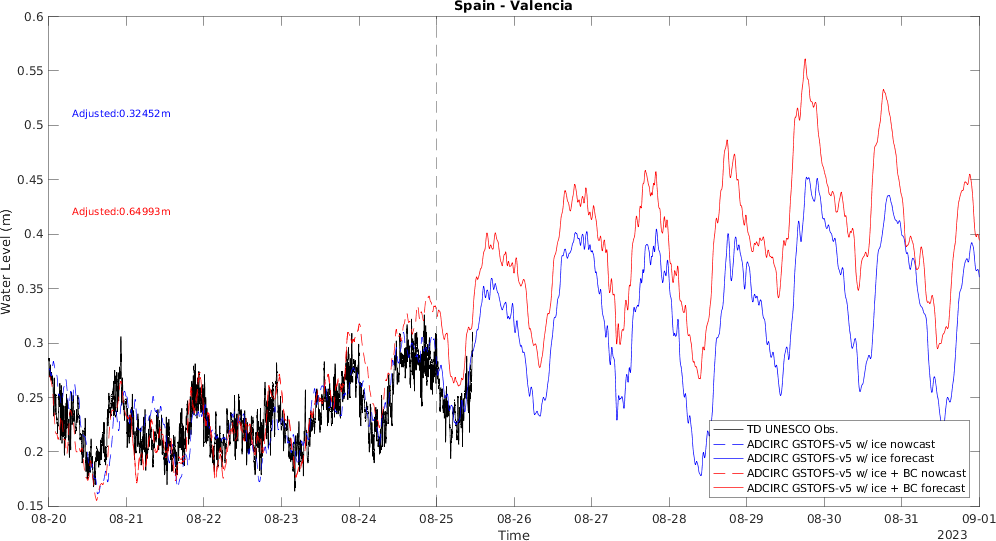 Spain - Valencia
0.6
0.55
0.5
0.45
0.4
0.35
0.3
0.25
0.2
0.15
Water Level (m)
Adjusted:0.32452m
Adjusted:0.64993m
TD UNESCO Obs.
ADCIRC GSTOFS-v5 w/ ice nowcast
ADCIRC GSTOFS-v5 w/ ice forecast
ADCIRC GSTOFS-v5 w/ ice + BC nowcast
ADCIRC GSTOFS-v5 w/ ice + BC forecast
08-20 08-21 08-22 08-23 08-24 08-25 08-26 08-27 08-28 08-29 08-30 08-31 09-01
Time
2023